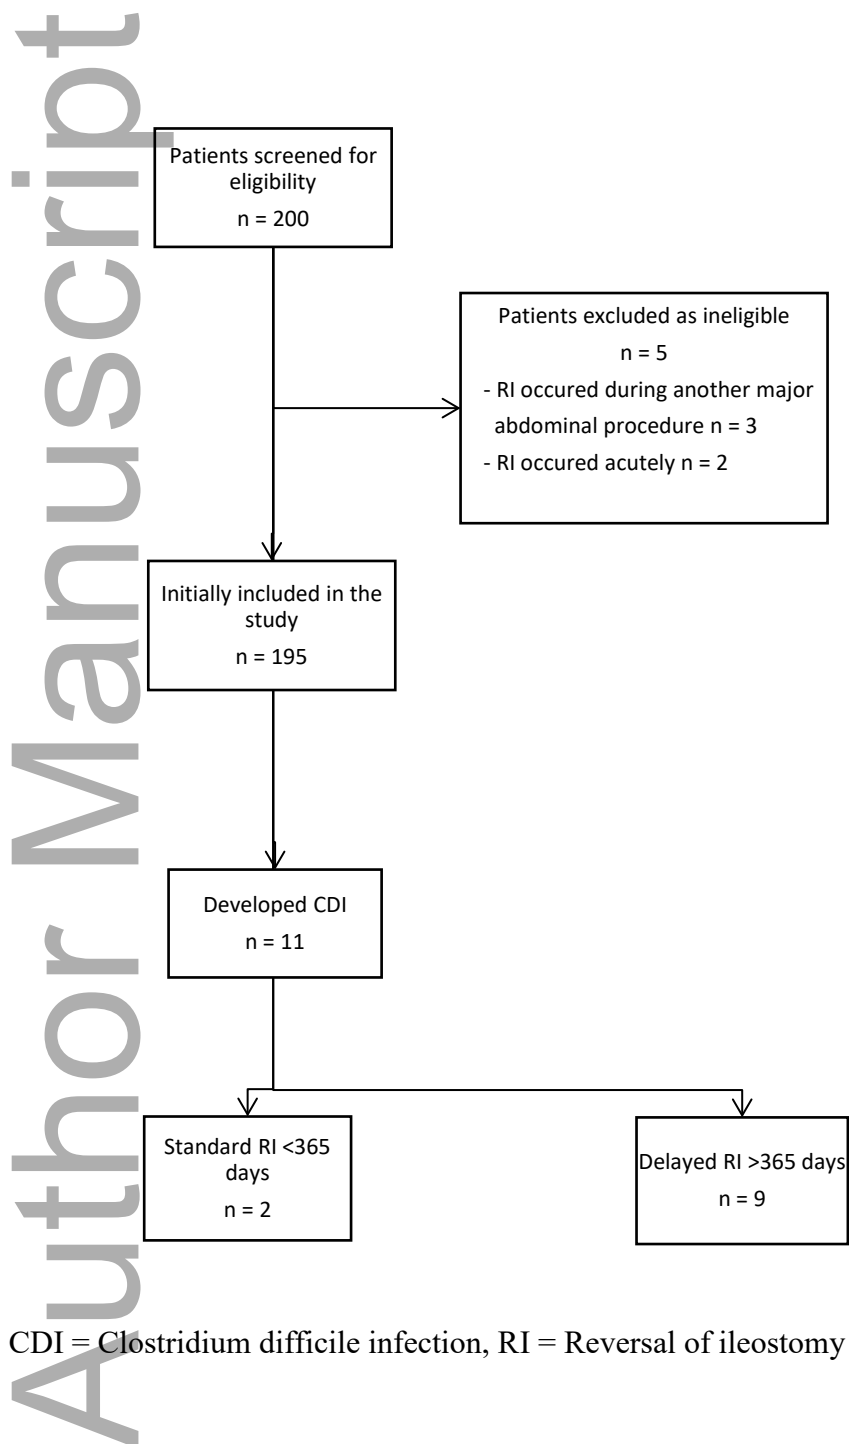 Author Manuscript
Patients screened for
eligibility
n = 200
Patients excluded as ineligible
n = 5
- RI occured during another major
abdominal procedure n = 3
- RI occured acutely n = 2
Initially included in the
study
n = 195
Developed CDI
n = 11
Standard RI <365
days
n = 2
Delayed RI >365 days
n = 9
CDI = Clostridium difficile infection, RI = Reversal of ileostomy